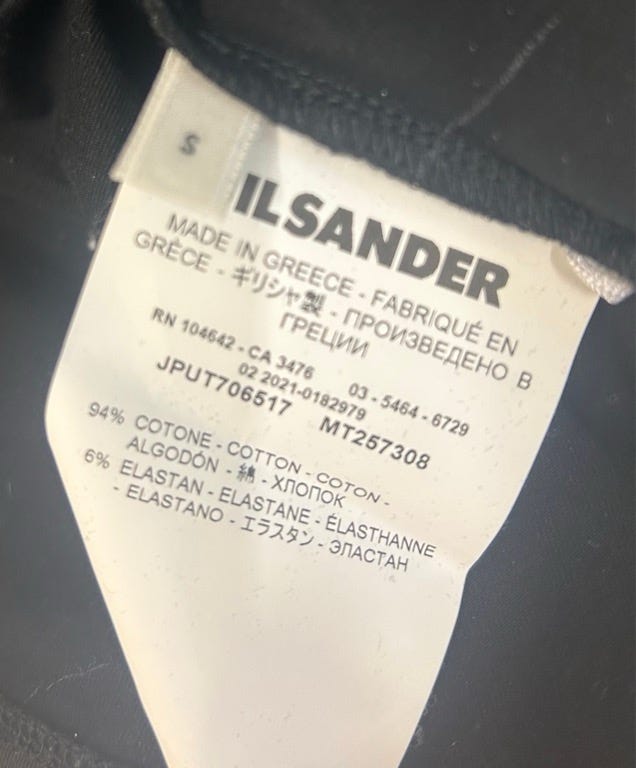 S
ILSANDER
MADE IN GREECE - FABRIQUÉ EN
GRÈCE - ギリシャ製 - ПРОИЗВЕДЕНО В
ГРЕЦИИ
RN 104642 - CA 3476 03 - 5464 - 6729
02 2021-0182979
JPUT706517 MT257308
94% COTONE - COTTON - COTON -
ALGODÓN - 綿 - ХЛОПОК
6% ELASTAN - ELASTANE - ÉLASTHANNE
- ELASTANO - エラスタン - ЭЛАСТАН